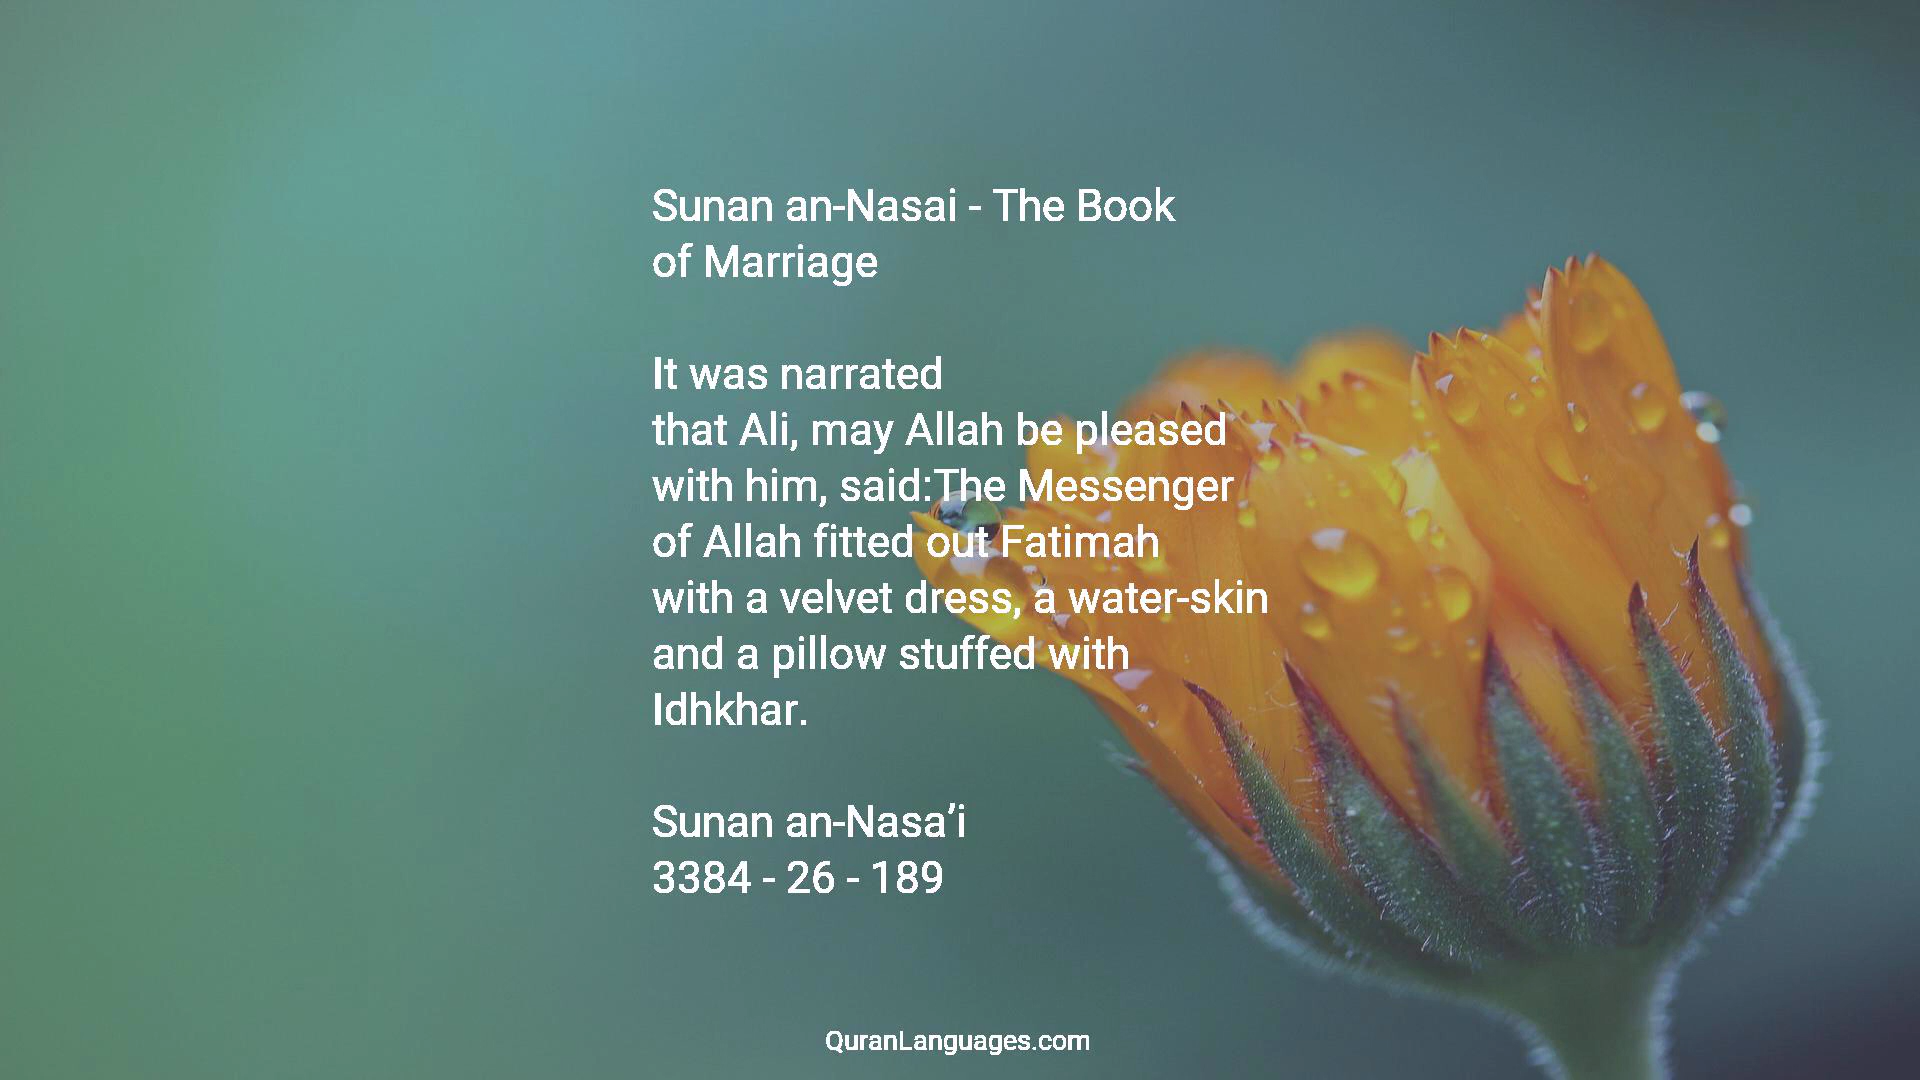 Sunan an-Nasai - The Book
of Marriage
It was narrated
that Ali, may Allah be pleased
with him, said:The Messenger
of Allah fitted out Fatimah
with a velvet dress, a water-skin
and a pillow stuffed with
Idhkhar.
Sunan an-Nasa’i
3384 - 26 - 189
QuranLanguages.com